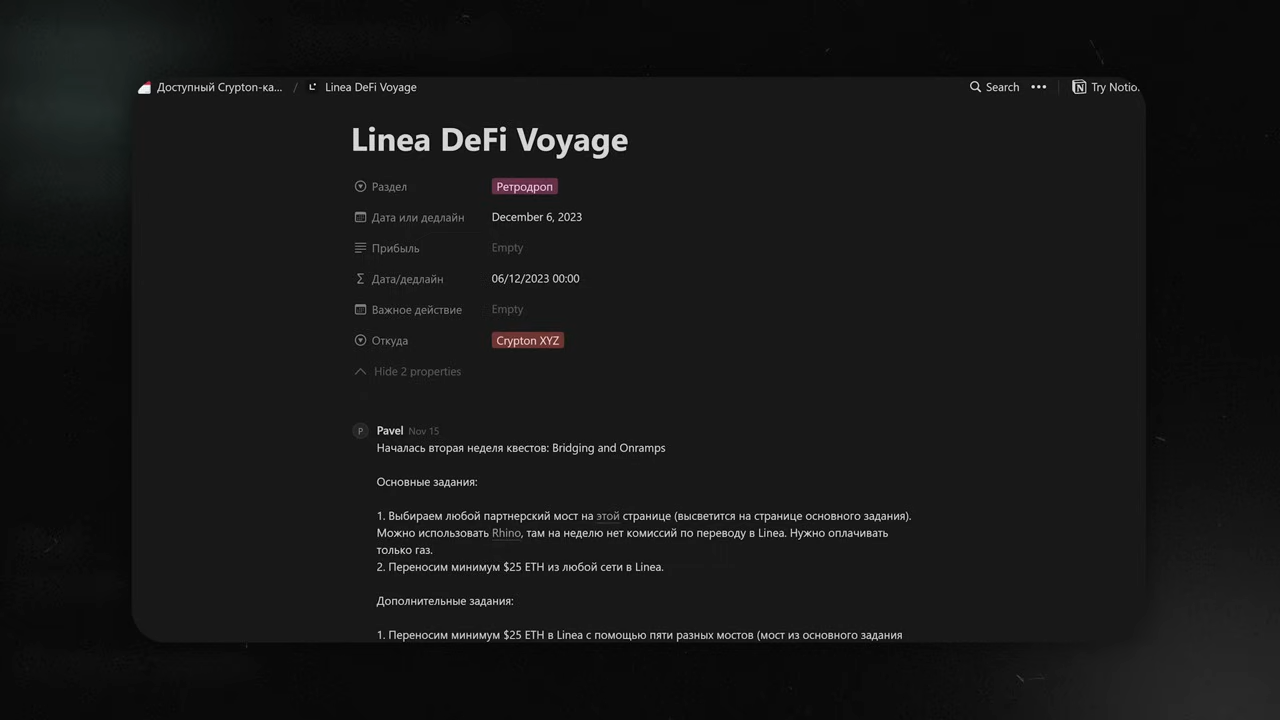 Доступный Crypton-ка... / Linea DeFi Voyage Search ••• Try Notio
Linea DeFi Voyage
Раздел Ретродроп
Дата или дедлайн December 6, 2023
Прибыль Empty
Дата/дедлайн 06/12/2023 00:00
Важное действие Empty
Откуда Crypton XYZ
Hide 2 properties
P Pavel Nov 15
Началась вторая неделя квестов: Bridging and Onramps
Основные задания:
1. Выбираем любой партнерский мост на этой странице (высветится на странице основного задания).
Можно использовать Rhino, там на неделю нет комиссий по переводу в Linea. Нужно оплачивать
только газ.
2. Переносим минимум $25 ETH из любой сети в Linea.
Дополнительные задания:
1. Переносим минимум $25 ETH в Linea с помощью пяти разных мостов (мост из основного задания